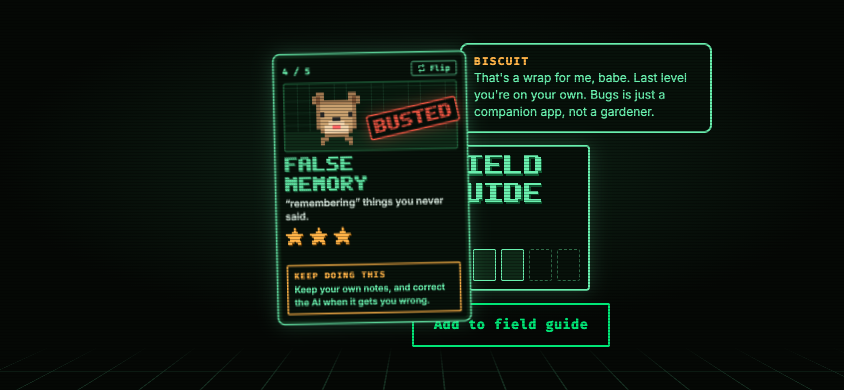 4 / 5
Flip
BUSTED
FALSE
MEMORY
“remembering” things you never
said.
KEEP DOING THIS
Keep your own notes, and correct
the AI when it gets you wrong.
BISCUIT
That's a wrap for me, babe. Last level
you're on your own. Bugs is just a
companion app, not a gardener.
IELD
UIDE
Add to field guide